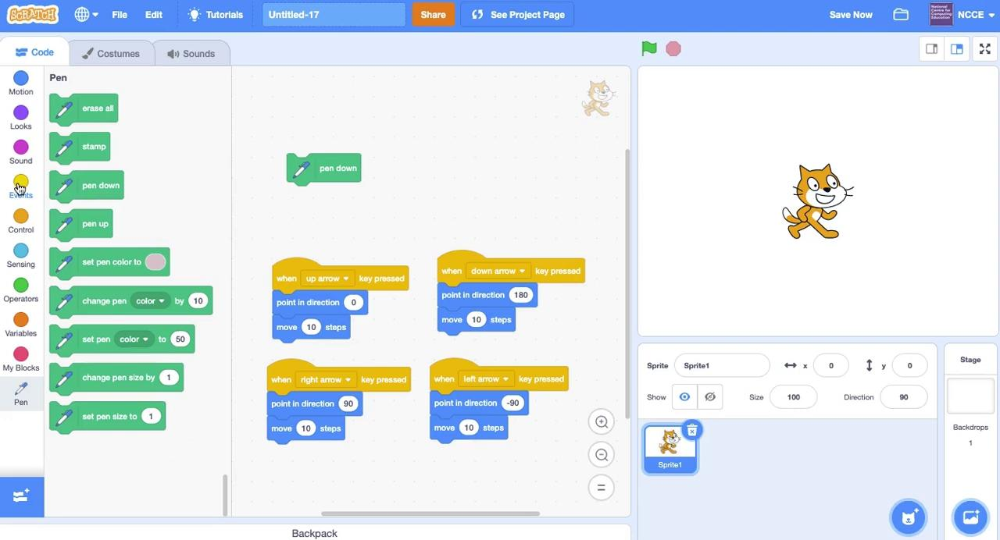 SCRATCH File Edit Tutorials Untitled-17 Share See Project Page Save Now NCCE
Code Costumes Sounds
Motion
Looks
Sound
Events
Control
Sensing
Operators
Variables
My Blocks
Pen
Pen
erase all
stamp
pen down
pen up
set pen color to
change pen color by 10
set pen color to 50
change pen size by 1
set pen size to 1
pen down
when up arrow key pressed
point in direction 0
move 10 steps
when down arrow key pressed
point in direction 180
move 10 steps
when right arrow key pressed
point in direction 90
move 10 steps
when left arrow key pressed
point in direction -90
move 10 steps
=
Backpack
Sprite Sprite1 x 0 y 0
Show Size 100 Direction 90
Sprite1
Stage
Backdrops
1